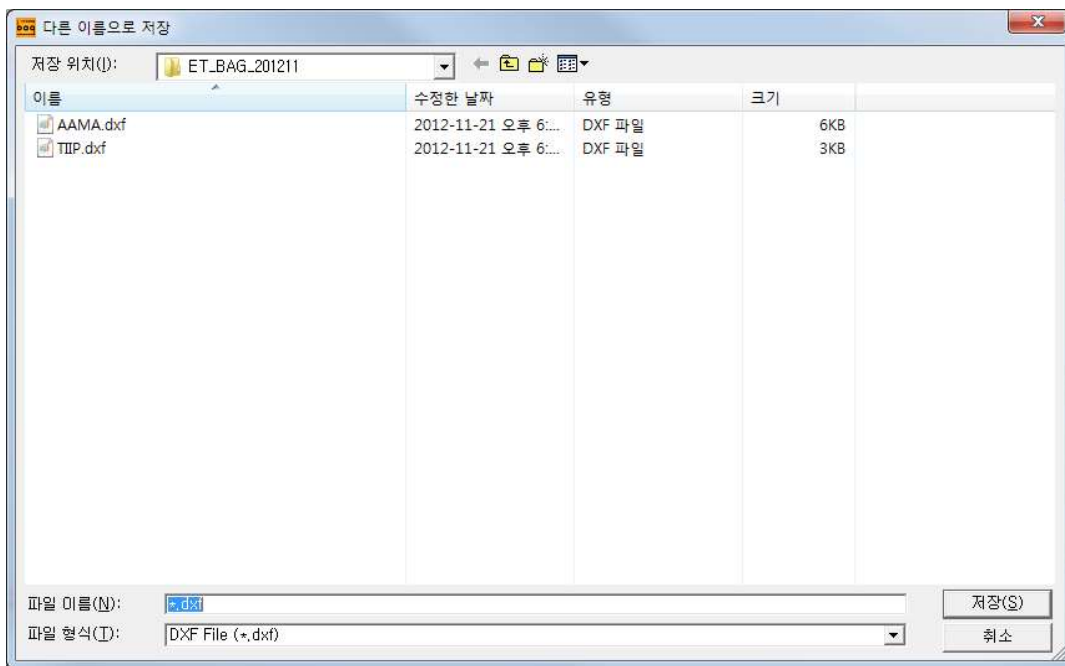 bag 다른 이름으로 저장
저장 위치(I): ET_BAG_201211
이름 수정한 날짜 유형 크기
AAMA.dxf 2012-11-21 오후 6:... DXF 파일 6KB
TIIP.dxf 2012-11-21 오후 6:... DXF 파일 3KB
파일 이름(N): *.dxf 저장(S)
파일 형식(T): DXF File (*.dxf) 취소